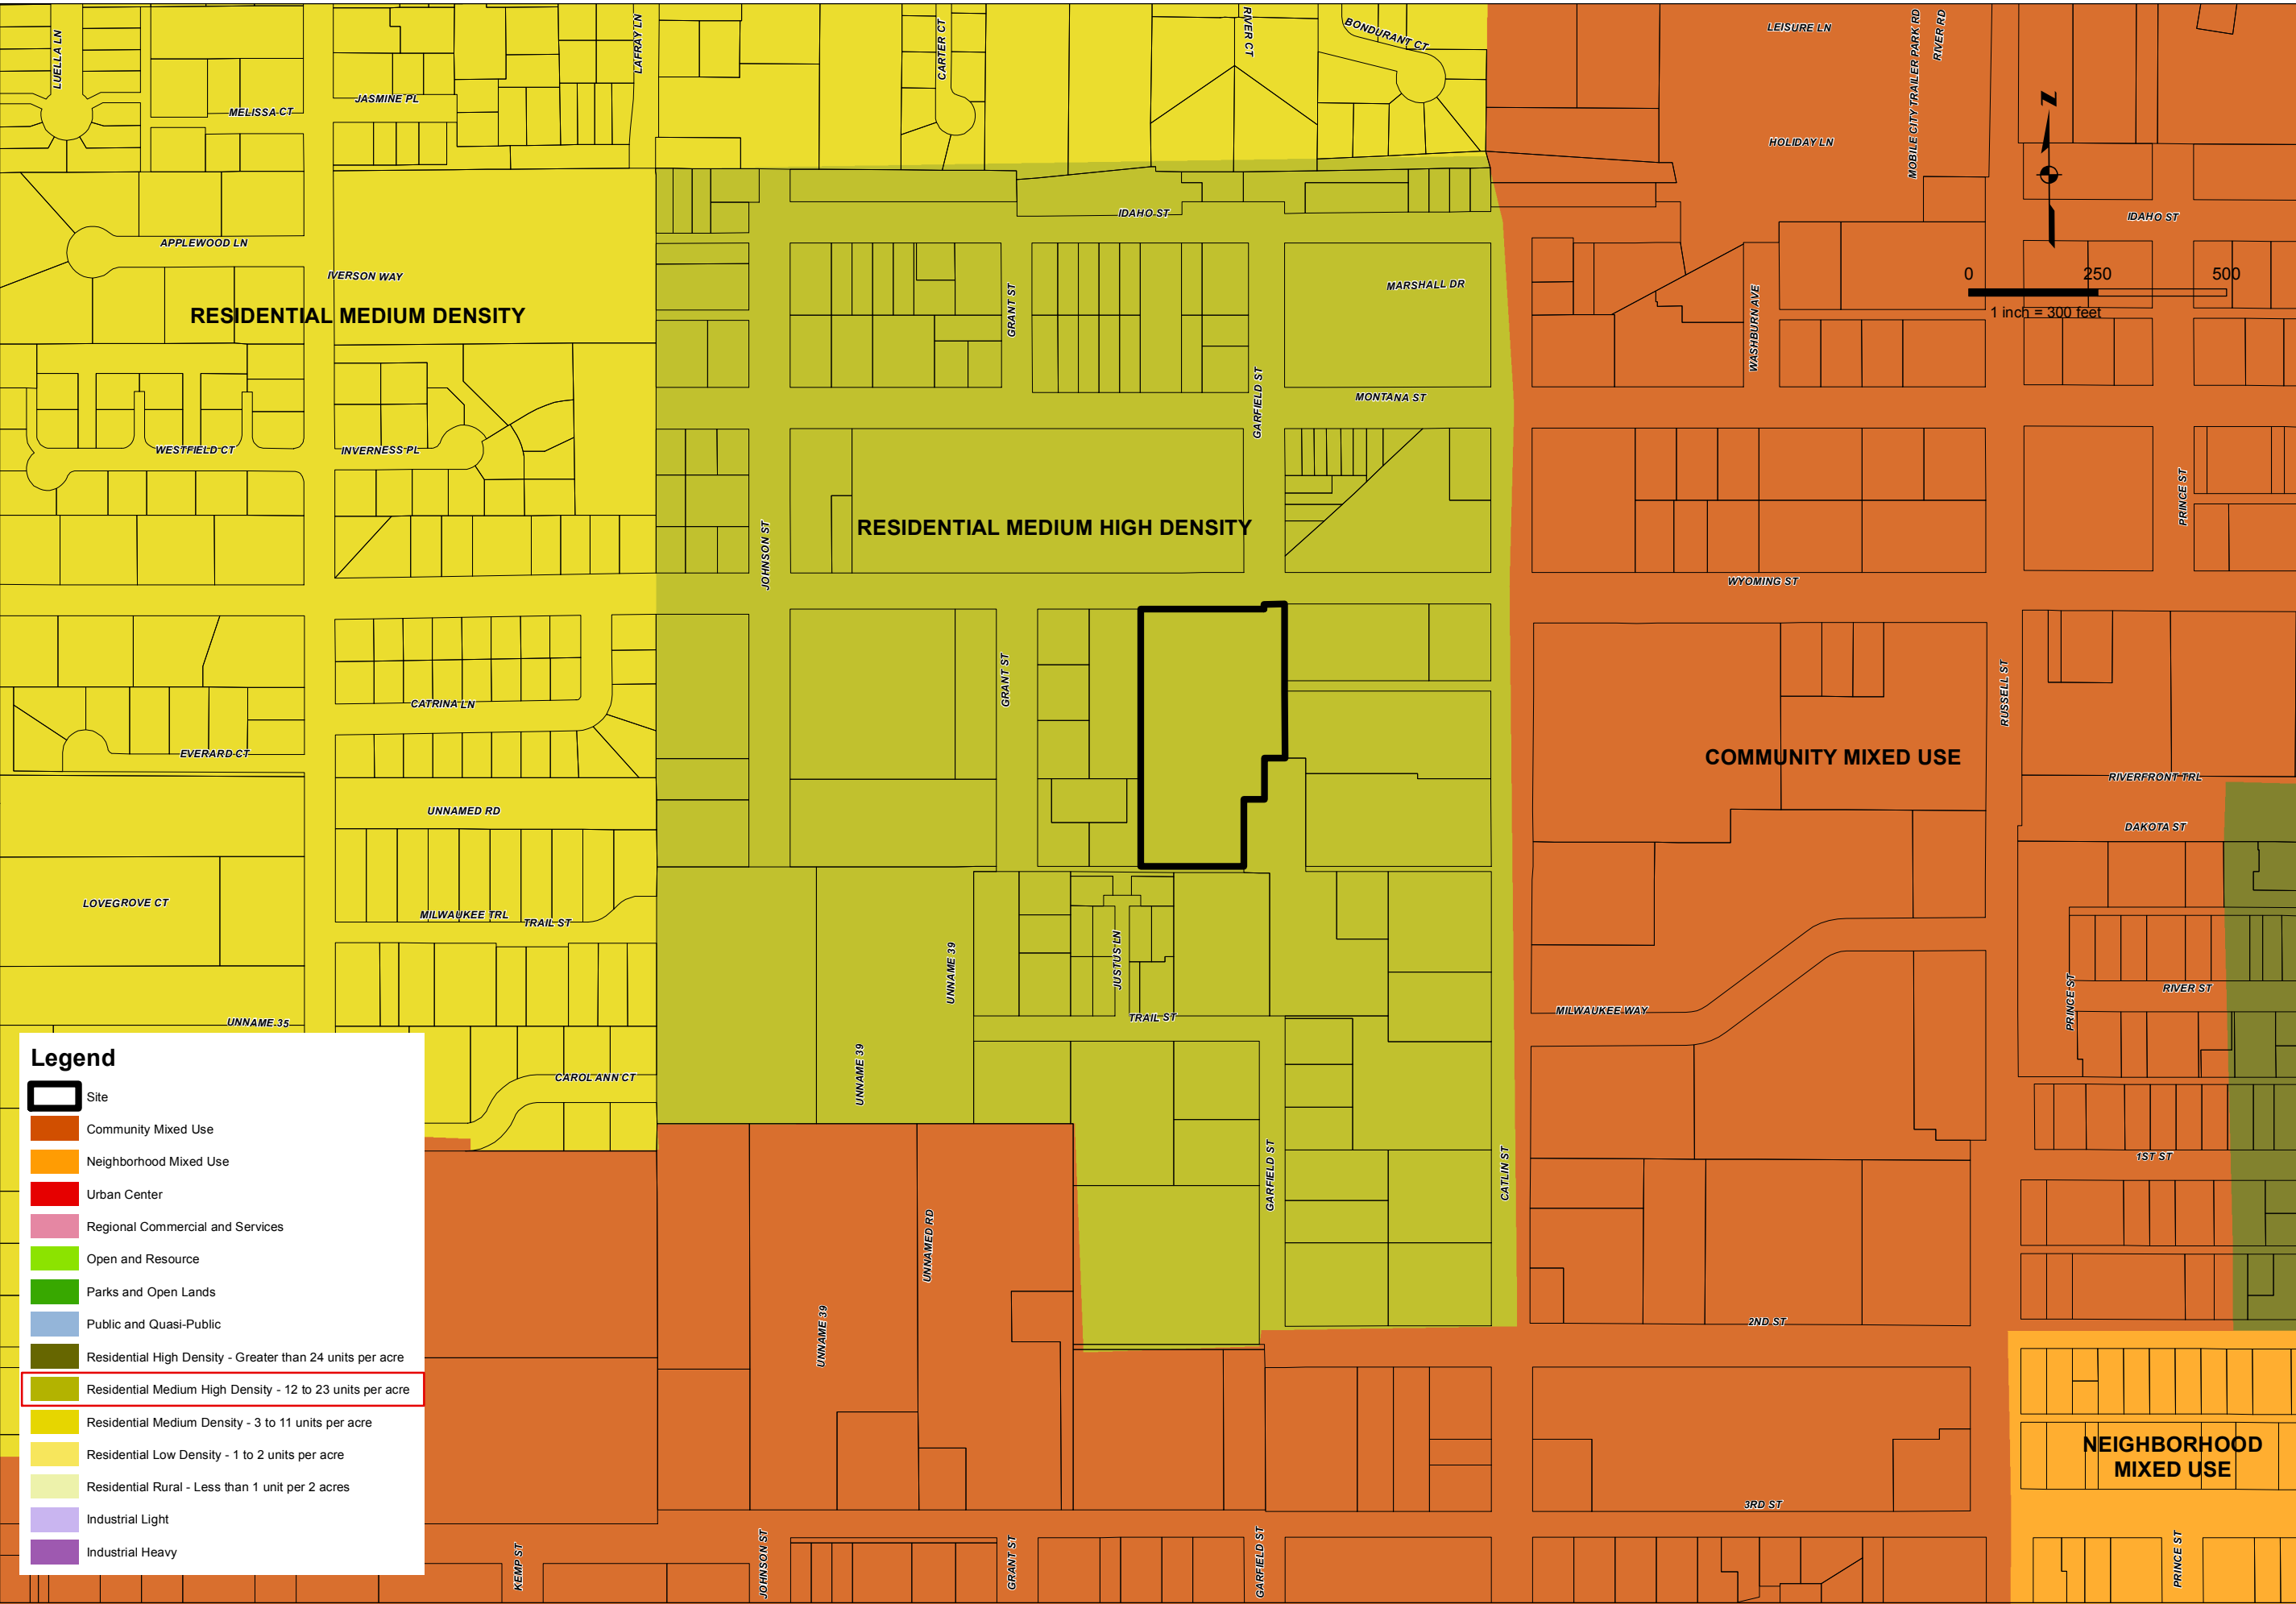 LUELLA LN
LAFRAY LN
CARTER CT
RIVER CT
BONDURANT CT
LEISURE LN
MOBILE CITY TRAILER PARK RD
RIVER RD
MELISSA CT
JASMINE PL
HOLIDAY LN
N
APPLEWOOD LN
IDAHO ST
IDAHO ST
IVERSON WAY
MARSHALL DR
0 250 500
1 inch = 300 feet
RESIDENTIAL MEDIUM DENSITY
GRANT ST
WASHBURN AVE
GARFIELD ST
MONTANA ST
WESTFIELD CT
INVERNESS PL
PRINCE ST
JOHNSON ST
RESIDENTIAL MEDIUM HIGH DENSITY
WYOMING ST
GRANT ST
RUSSELL ST
CATRINA LN
EVERARD CT
COMMUNITY MIXED USE
RIVERFRONT TRL
UNNAMED RD
DAKOTA ST
LOVEGROVE CT
MILWAUKEE TRL
TRAIL ST
UNNAME 39
JUSTUS LN
PRINCE ST
RIVER ST
UNNAME 35
TRAIL ST
MILWAUKEE WAY
CAROL ANN CT
UNNAME 39
GARFIELD ST
CATLIN ST
1ST ST
UNNAMED RD
UNNAME 39
2ND ST
NEIGHBORHOOD
MIXED USE
3RD ST
KEMP ST
JOHNSON ST
GRANT ST
GARFIELD ST
PRINCE ST
Legend
Site
Community Mixed Use
Neighborhood Mixed Use
Urban Center
Regional Commercial and Services
Open and Resource
Parks and Open Lands
Public and Quasi-Public
Residential High Density - Greater than 24 units per acre
Residential Medium High Density - 12 to 23 units per acre
Residential Medium Density - 3 to 11 units per acre
Residential Low Density - 1 to 2 units per acre
Residential Rural - Less than 1 unit per 2 acres
Industrial Light
Industrial Heavy